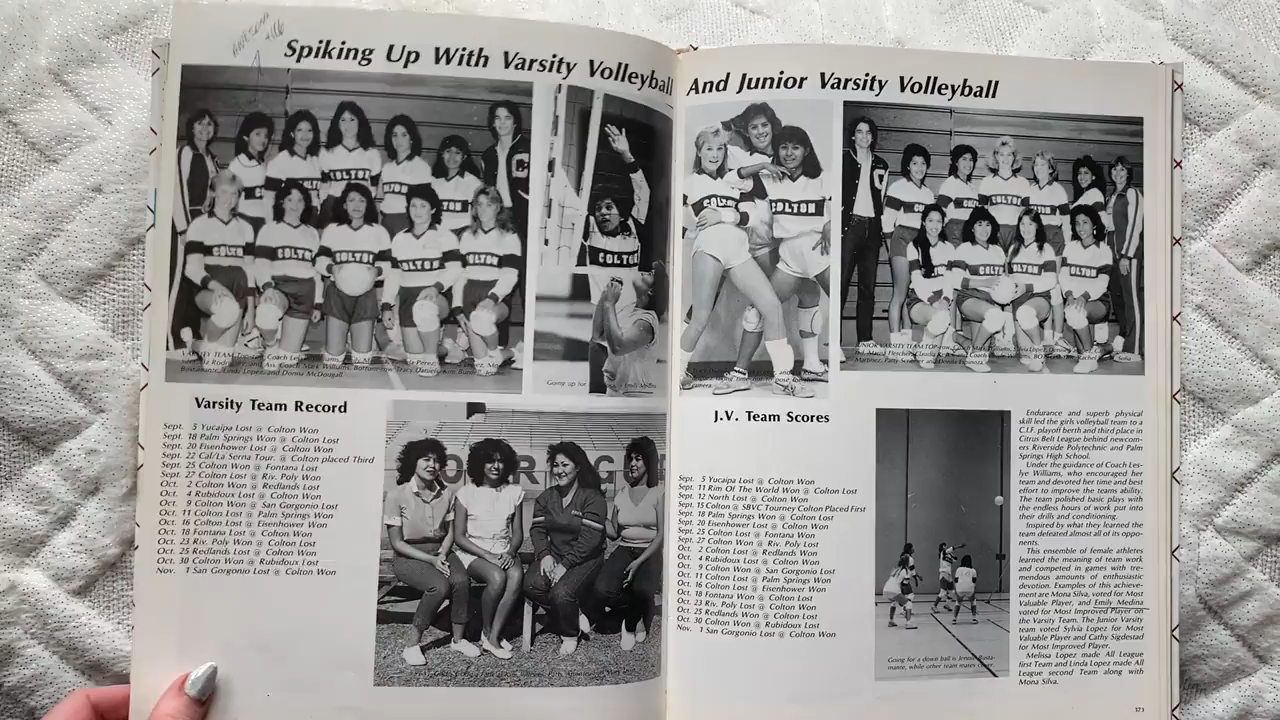 Spiking Up With Varsity Volleyball
Varsity Team Record
Sept. 5 Yucaipa Lost @ Colton Won
Sept. 18 Palm Springs Won @ Colton Lost
Sept. 20 Eisenhower Lost @ Colton Won
Sept. 22 Cal/La Serna Tour. @ Colton placed Third
Sept. 25 Colton Won @ Fontana Lost
Sept. 27 Colton Lost @ Riv. Poly Won
Oct. 2 Colton Won @ Redlands Lost
Oct. 4 Rubidoux Lost @ Colton Won
Oct. 9 Colton Won @ San Gorgonio Lost
Oct. 11 Colton Lost @ Palm Springs Won
Oct. 16 Colton Lost @ Eisenhower Won
Oct. 18 Fontana Lost @ Colton Won
Oct. 23 Riv. Poly Won @ Colton Lost
Oct. 25 Redlands Lost @ Colton Won
Oct. 30 Colton Won @ Rubidoux Lost
Nov. 1 San Gorgonio Lost @ Colton Won
Going up for
Emily Medina
And Junior Varsity Volleyball
COLTON
J.V. Team Scores
Sept. 5 Yucaipa Lost @ Colton Won
Sept. 11 Rim Of The World Won @ Colton Lost
Sept. 12 North Lost @ Colton Won
Sept. 15 Colton @ SBVC Tourney Colton Placed First
Sept. 18 Palm Springs Won @ Colton Lost
Sept. 20 Eisenhower Lost @ Colton Won
Sept. 25 Colton Lost @ Fontana Won
Sept. 27 Colton Won @ Riv. Poly Lost
Oct. 2 Colton Lost @ Redlands Won
Oct. 4 Rubidoux Lost @ Colton Won
Oct. 9 Colton Won @ San Gorgonio Won
Oct. 11 Colton Lost @ Palm Springs Won
Oct. 16 Colton Lost @ Eisenhower Won
Oct. 18 Fontana Won @ Colton Lost
Oct. 23 Riv. Poly Lost @ Colton Won
Oct. 25 Redlands Won @ Colton Lost
Oct. 30 Colton Won @ Rubidoux Lost
Nov. 1 San Gorgonio Lost @ Colton Won
Going for a down ball is Jennie Busta-
mante, while other team mates cover.
Endurance and superb physical
skill led the girls volleyball team to a
C.I.F. playoff berth and third place in
Citrus Belt League behind newcom-
ers Riverside Polytechnic and Palm
Springs High School.
Under the guidance of Coach Les-
lye Williams, who encouraged her
team and devoted her time and best
effort to improve the teams ability.
The team polished basic plays with
the endless hours of work put into
their drills and conditioning.
Inspired by what they learned the
team defeated almost all of its oppo-
nents.
This ensemble of female athletes
learned the meaning of team work
and competed in games with tre-
mendous amounts of enthusiastic
devotion. Examples of this achieve-
ment are Mona Silva, voted for Most
Valuable Player, and Emily Medina
voted for Most Improved Player on
the Varsity Team. The Junior Varsity
team voted Sylvia Lopez for Most
Valuable Player and Cathy Sigdestad
for Most Improved Player.
Melissa Lopez made All League
first Team and Linda Lopez made All
League second Team along with
Mona Silva.
373